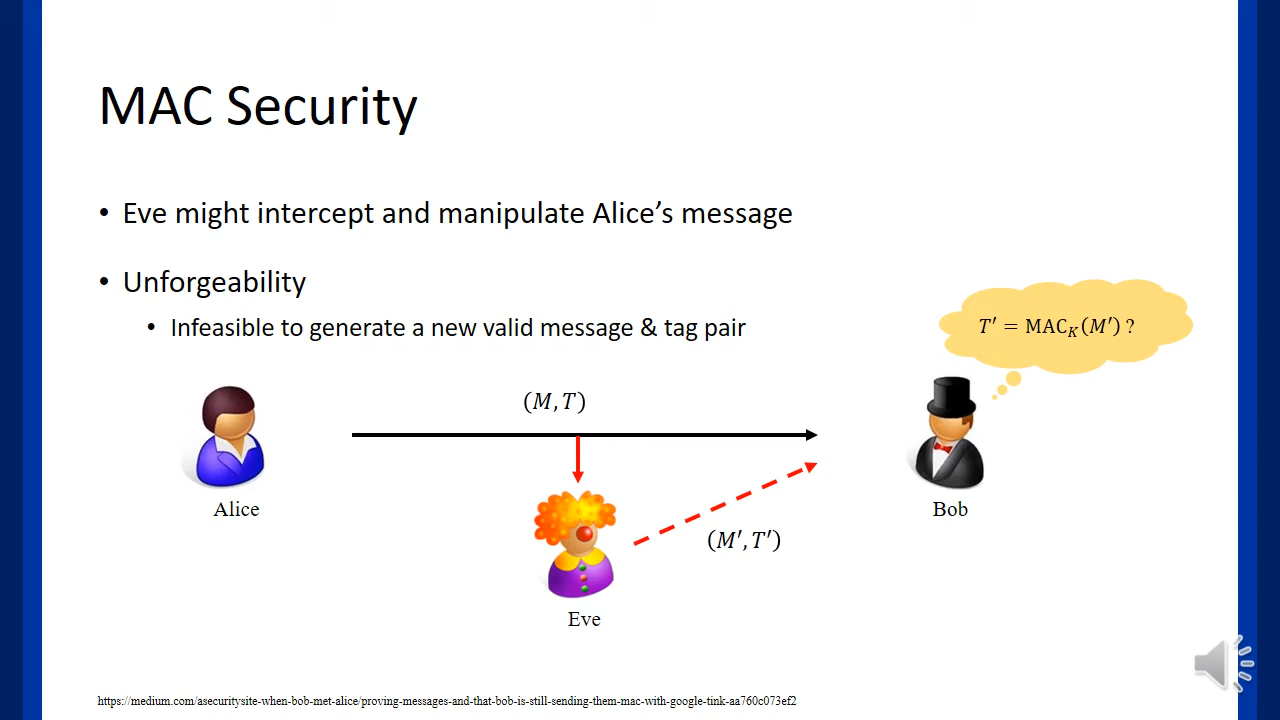 MAC Security
• Eve might intercept and manipulate Alice’s message
• Unforgeability
• Infeasible to generate a new valid message & tag pair
T′ = MAC_K(M′) ?
(M, T)
Alice
Bob
(M′, T′)
Eve
https://medium.com/asecuritysite-when-bob-met-alice/proving-messages-and-that-bob-is-still-sending-them-mac-with-google-tink-aa760c073ef2